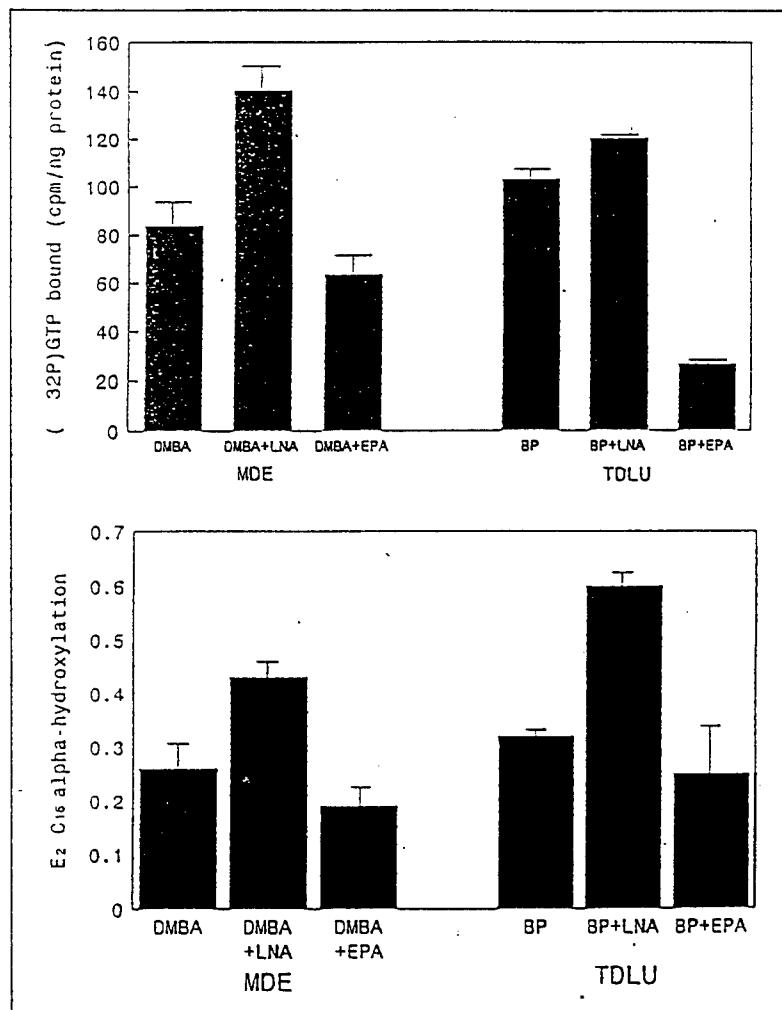 ( 32P)GTP bound (cpm/ng protein)
160
140
120
100
80
60
40
20
0
DMBA DMBA+LNA DMBA+EPA BP BP+LNA BP+EPA
MDE TDLU
E2 C16 alpha-hydroxylation
0.7
0.6
0.5
0.4
0.3
0.2
0.1
0
DMBA DMBA DMBA BP BP+LNA BP+EPA
+LNA +EPA
MDE TDLU